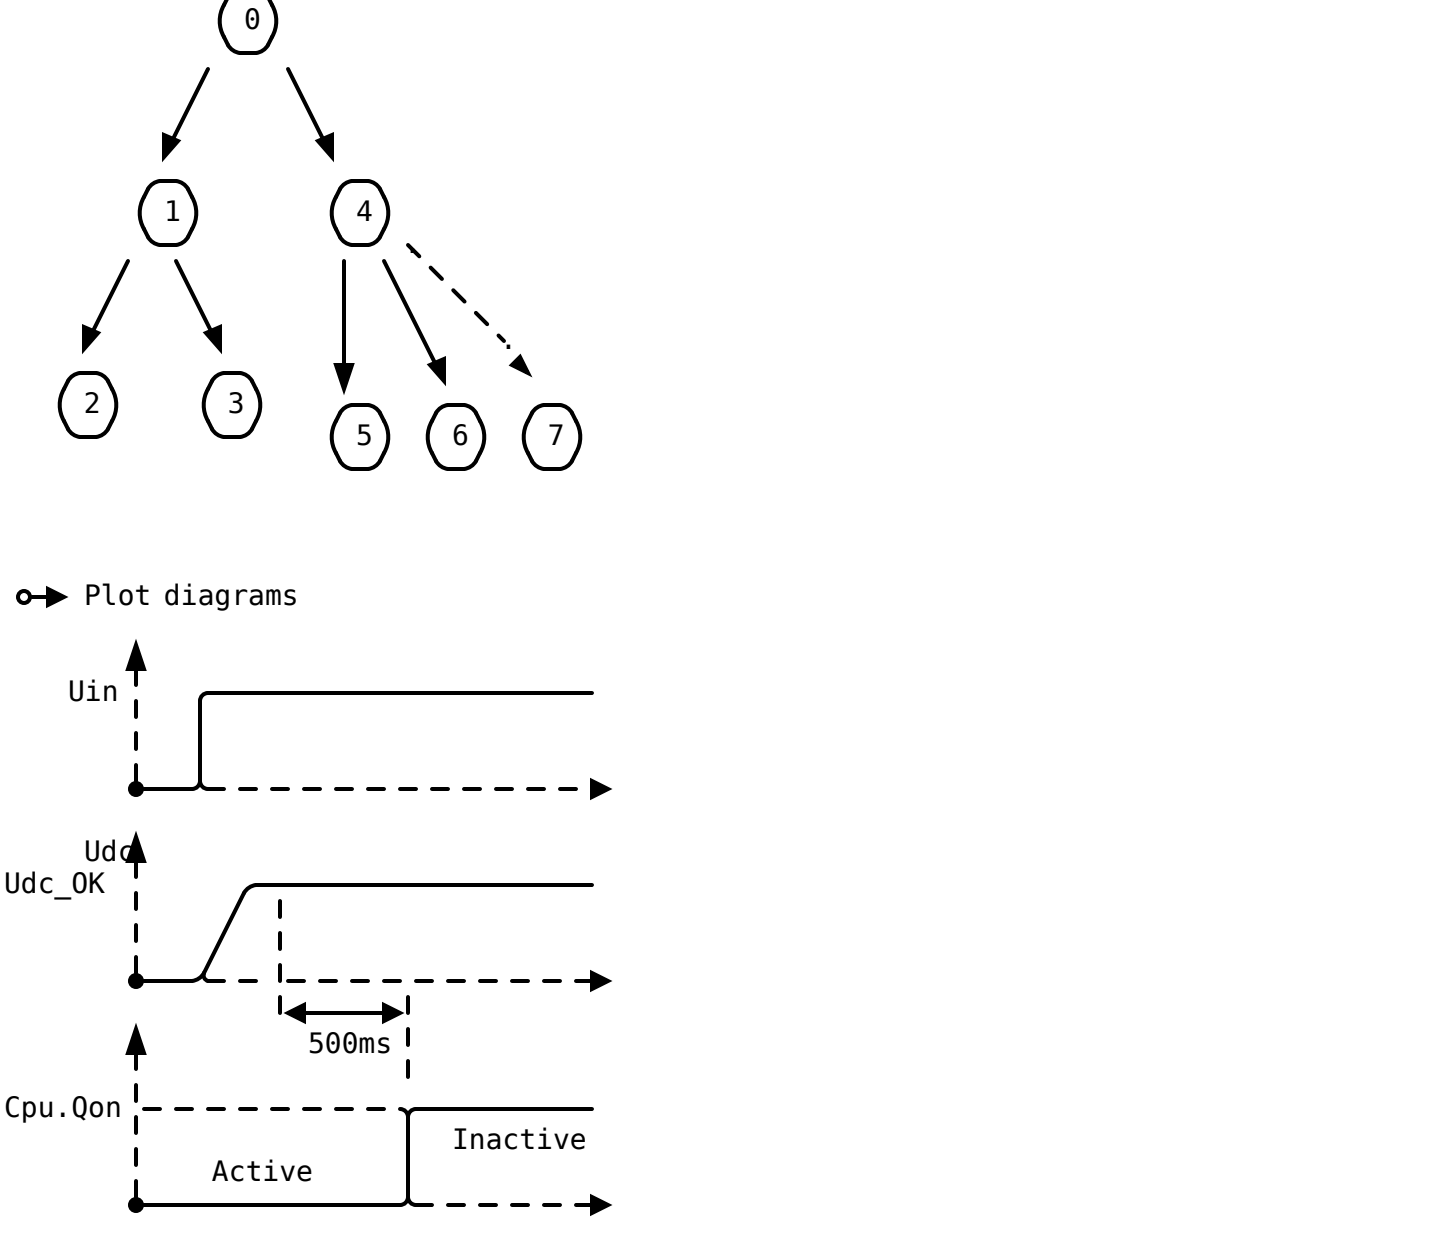 0
1 4
2 3
5 6 7
Plot diagrams
Uin
Udc
Udc_OK
500ms
Cpu.Qon
Inactive
Active